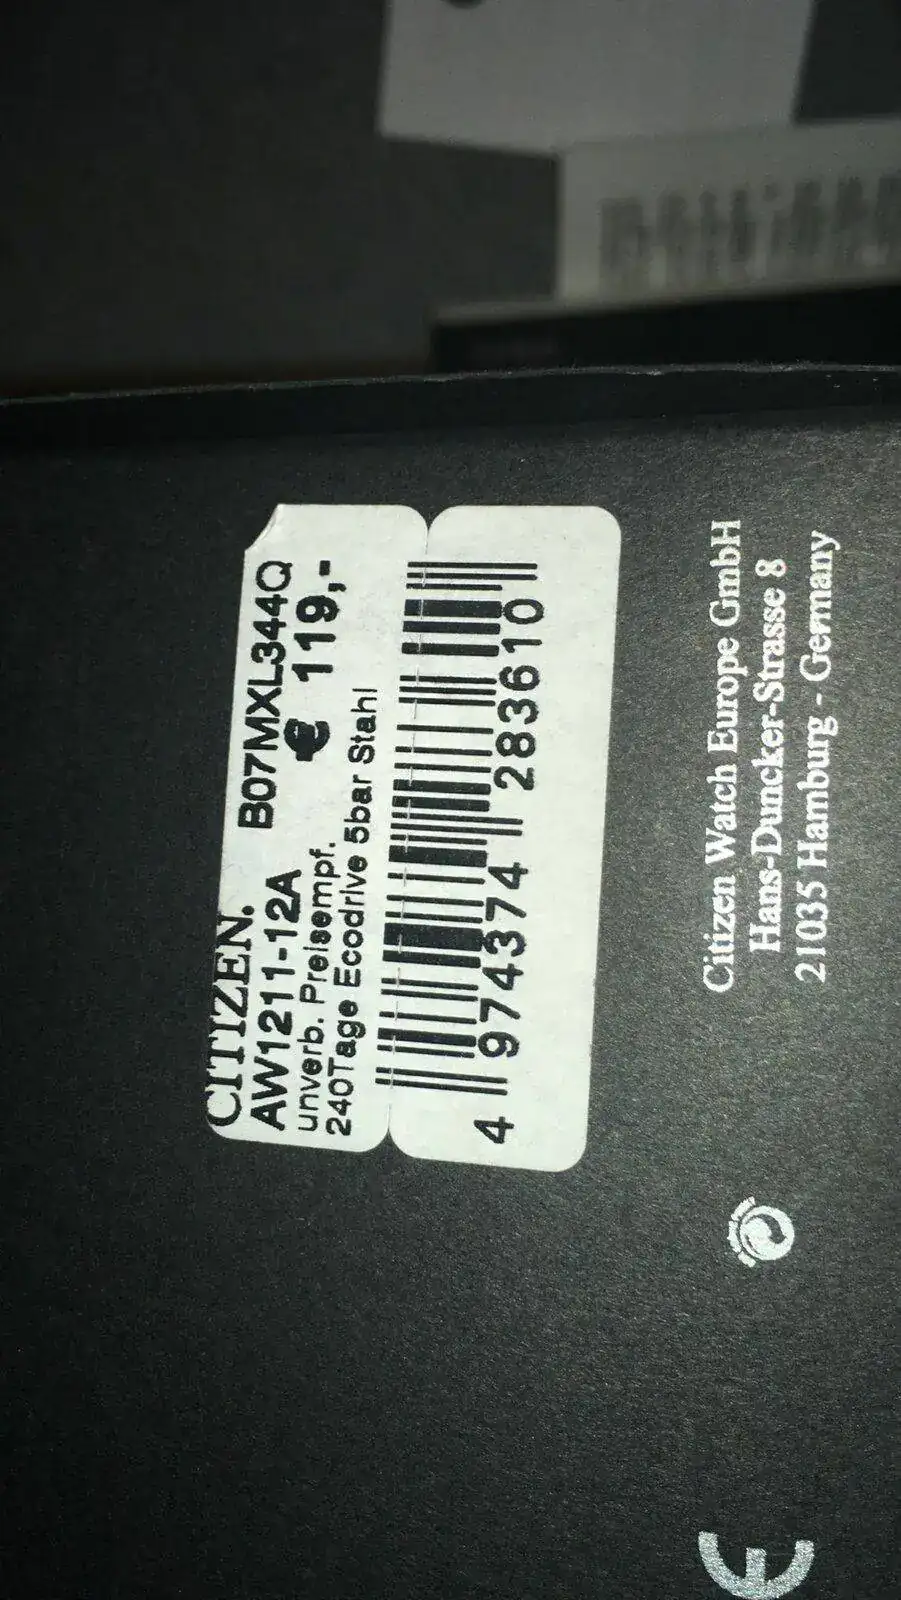 CITIZEN.
AW1211-12A B07MXL344Q
unverb. Preisempf. € 119,-
240Tage Ecodrive 5bar Stahl
4 974374 283610
Citizen Watch Europe GmbH
Hans-Duncker-Strasse 8
21035 Hamburg - Germany
CE